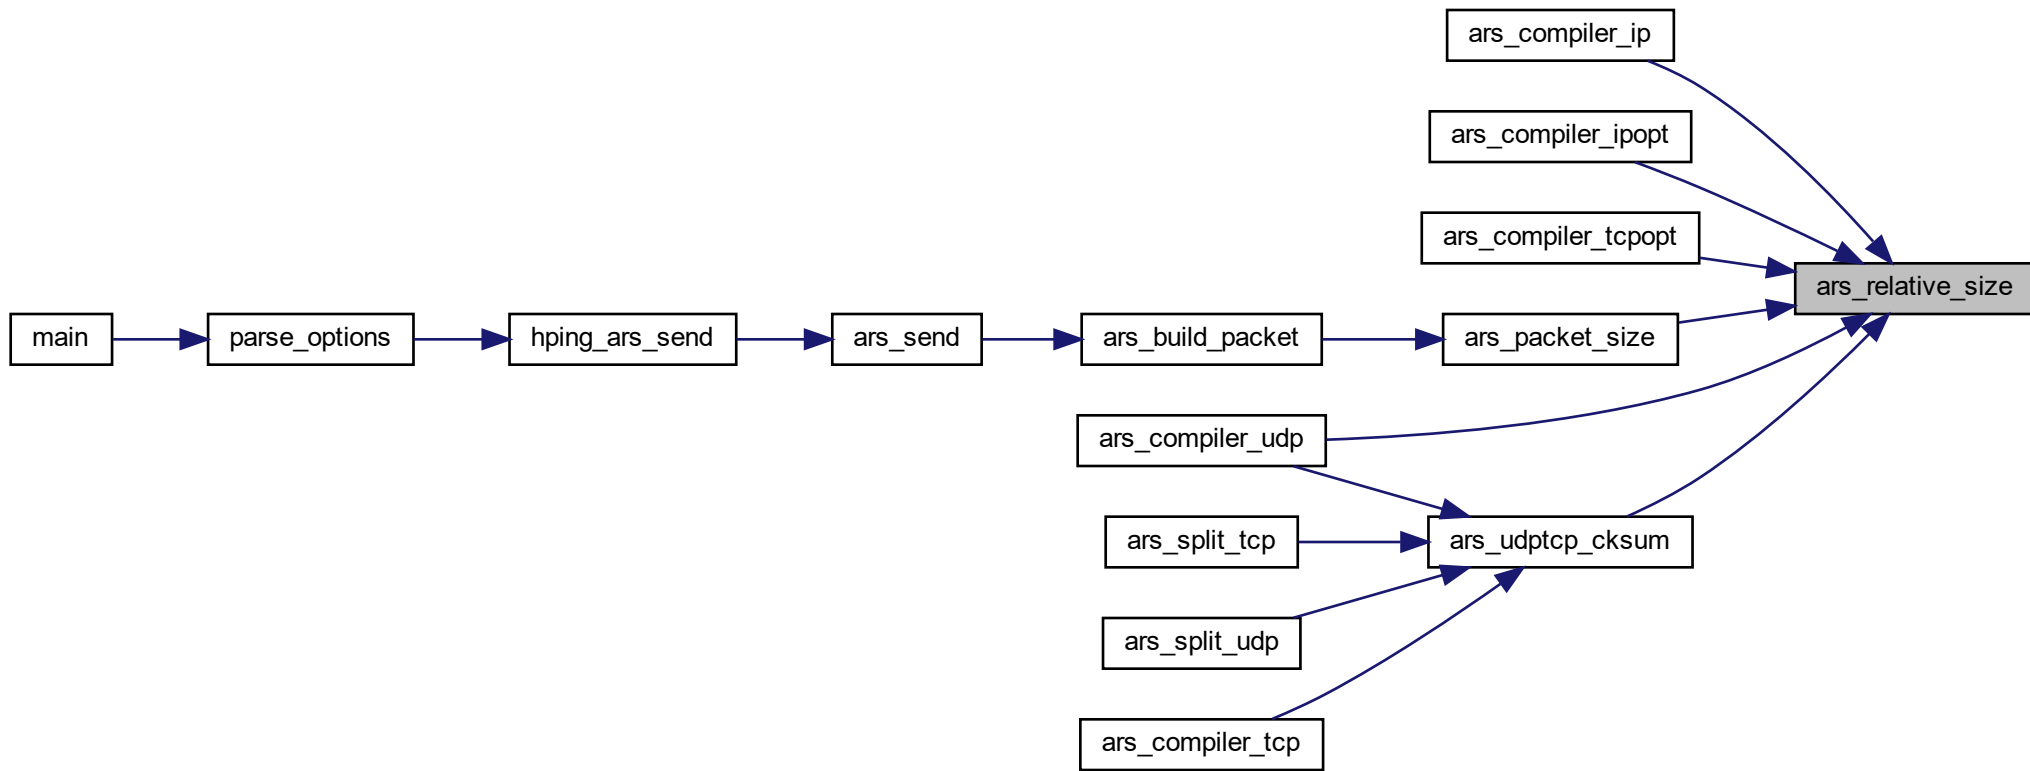 ars_compiler_ip
ars_compiler_ipopt
ars_compiler_tcpopt
ars_relative_size
main
parse_options
hping_ars_send
ars_send
ars_build_packet
ars_packet_size
ars_compiler_udp
ars_split_tcp
ars_udptcp_cksum
ars_split_udp
ars_compiler_tcp